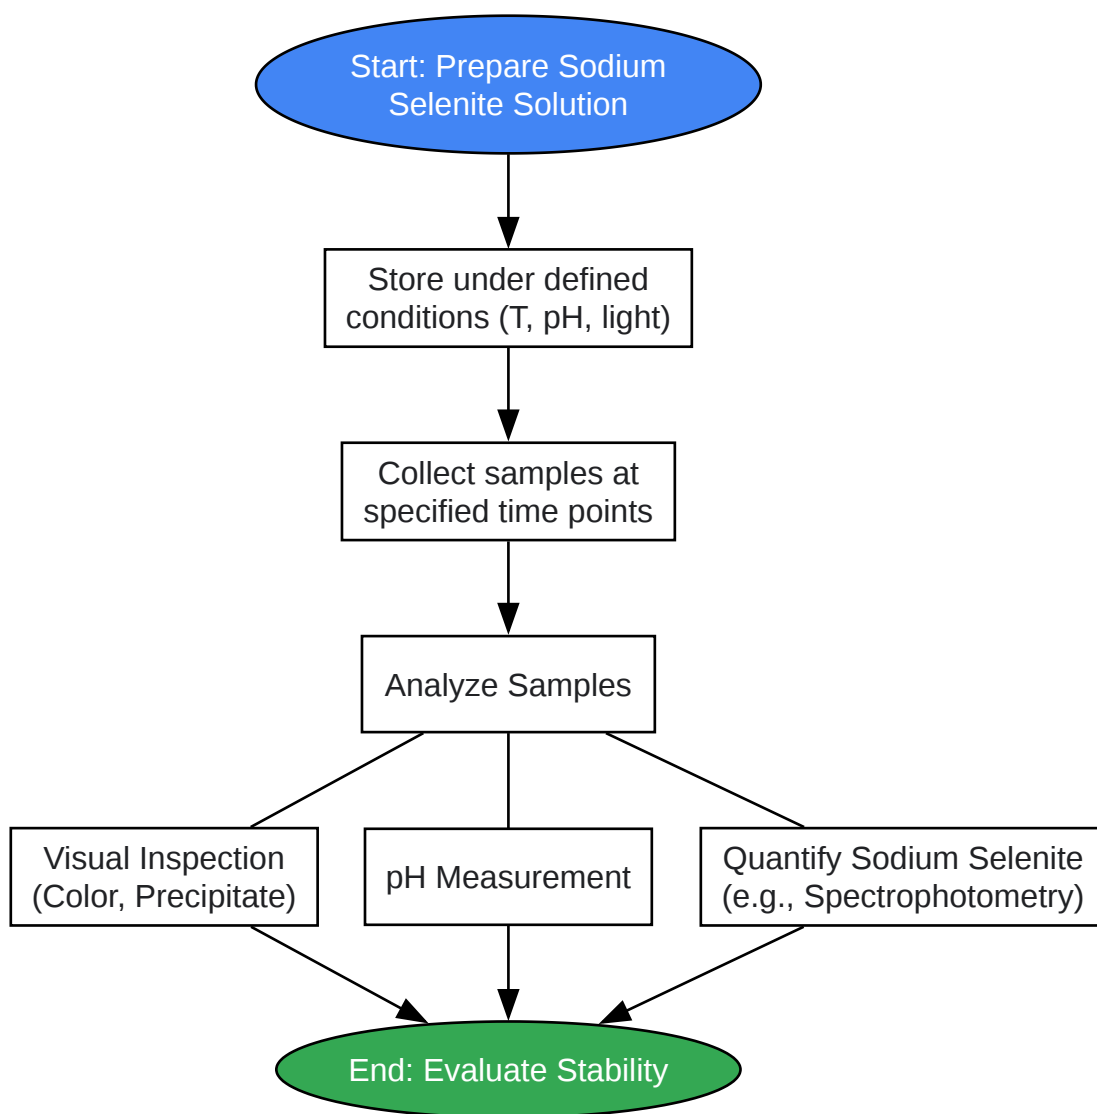 Start: Prepare Sodium
Selenite Solution
Store under defined
conditions (T, pH, light)
Collect samples at
specified time points
Analyze Samples
Visual Inspection
(Color, Precipitate)
pH Measurement
Quantify Sodium Selenite
(e.g., Spectrophotometry)
End: Evaluate Stability